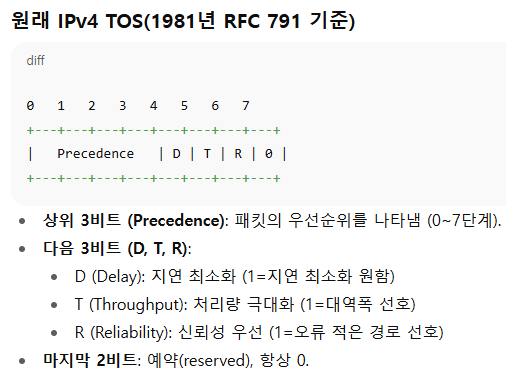 원래 IPv4 TOS(1981년 RFC 791 기준)
diff
0   1   2   3   4   5   6   7
+---+---+---+---+---+---+---+---+
|   Precedence   | D | T | R | 0 |
+---+---+---+---+---+---+---+---+
• 상위 3비트 (Precedence): 패킷의 우선순위를 나타냄 (0~7단계).
• 다음 3비트 (D, T, R):
• D (Delay): 지연 최소화 (1=지연 최소화 원함)
• T (Throughput): 처리량 극대화 (1=대역폭 선호)
• R (Reliability): 신뢰성 우선 (1=오류 적은 경로 선호)
• 마지막 2비트: 예약(reserved), 항상 0.